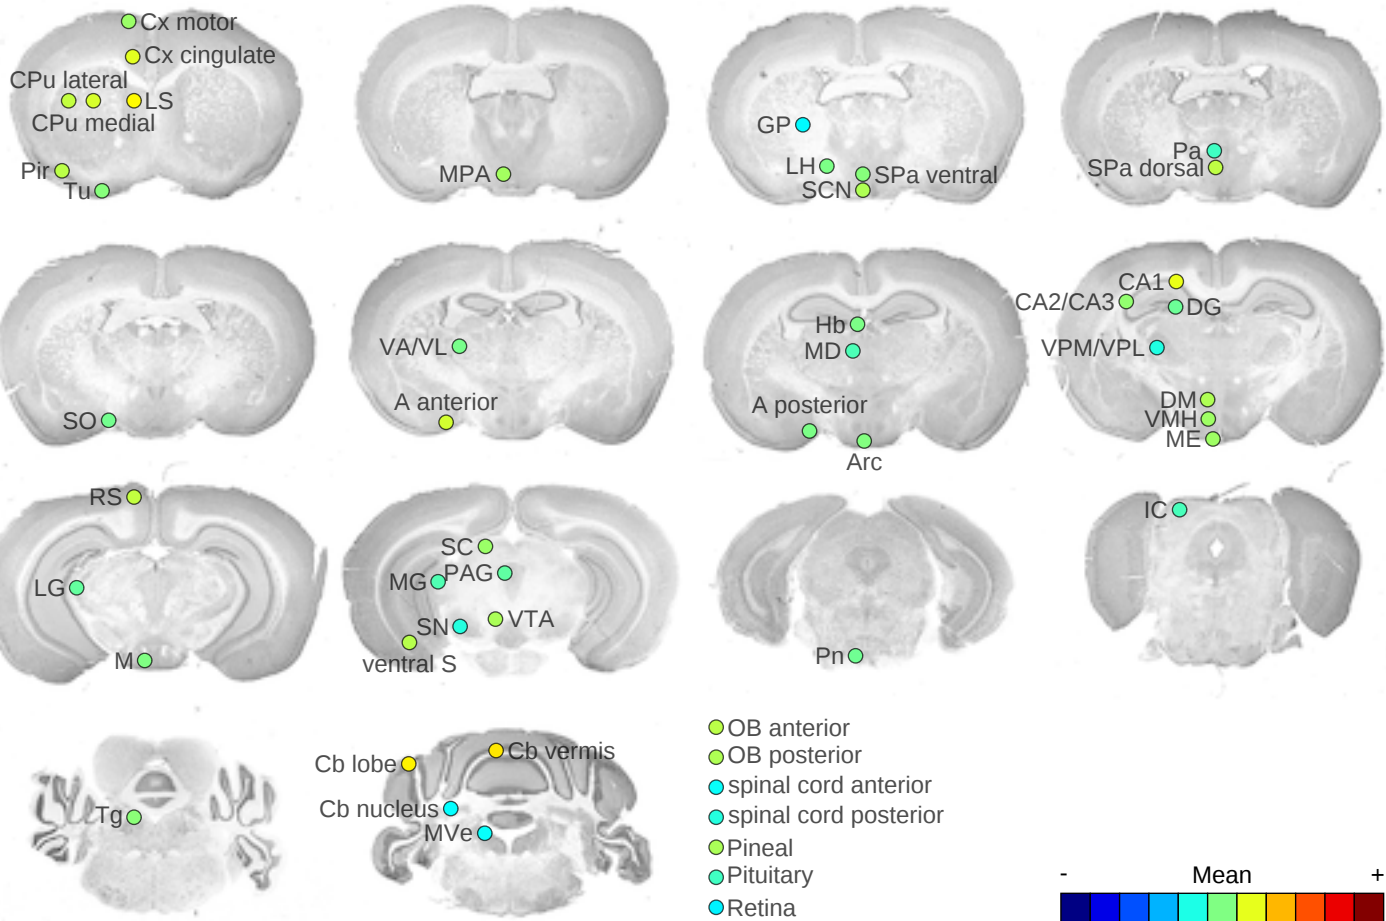 Cx motor
Cx cingulate
CPu lateral
LS
CPu medial
Pir
Tu
MPA
GP
LH
SPa ventral
SCN
Pa
SPa dorsal
SO
VA/VL
A anterior
Hb
MD
A posterior
Arc
CA1
CA2/CA3
DG
VPM/VPL
DM
VMH
ME
RS
LG
M
SC
MG
PAG
SN
VTA
ventral S
Pn
IC
Tg
Cb lobe
Cb vermis
Cb nucleus
MVe
OB anterior
OB posterior
spinal cord anterior
spinal cord posterior
Pineal
Pituitary
Retina
- Mean +